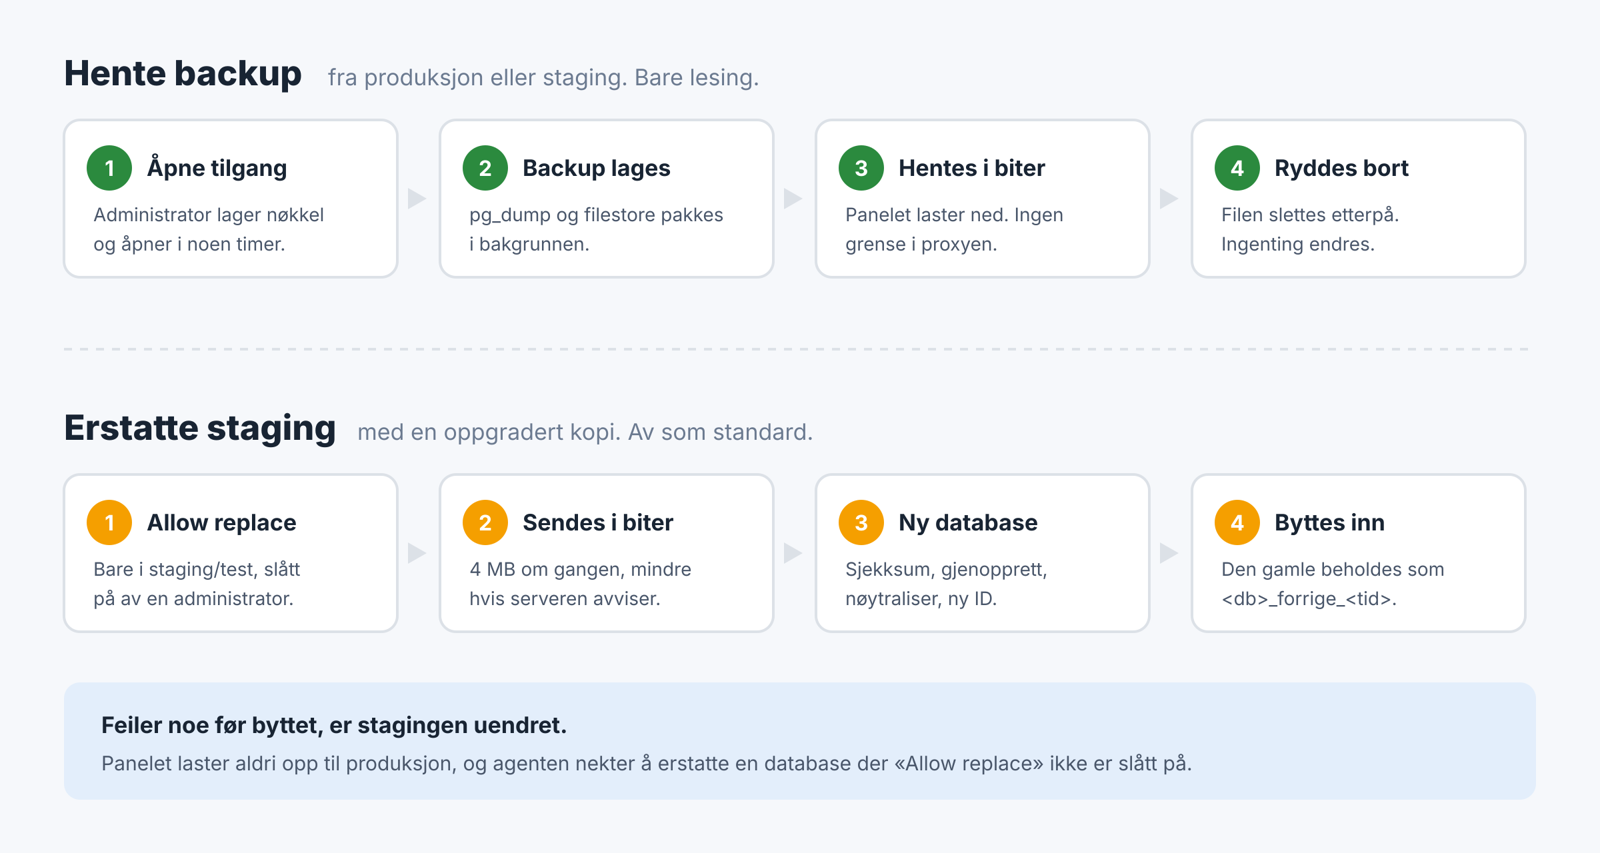 Hente backup fra produksjon eller staging. Bare lesing.
1 Åpne tilgang
Administrator lager nøkkel
og åpner i noen timer.
2 Backup lages
pg_dump og filestore pakkes
i bakgrunnen.
3 Hentes i biter
Panelet laster ned. Ingen
grense i proxyen.
4 Ryddes bort
Filen slettes etterpå.
Ingenting endres.
Erstatte staging med en oppgradert kopi. Av som standard.
1 Allow replace
Bare i staging/test, slått
på av en administrator.
2 Sendes i biter
4 MB om gangen, mindre
hvis serveren avviser.
3 Ny database
Sjekksum, gjenopprett,
nøytraliser, ny ID.
4 Byttes inn
Den gamle beholdes som
<db>_forrige_<tid>.
Feiler noe før byttet, er stagingen uendret.
Panelet laster aldri opp til produksjon, og agenten nekter å erstatte en database der «Allow replace» ikke er slått på.